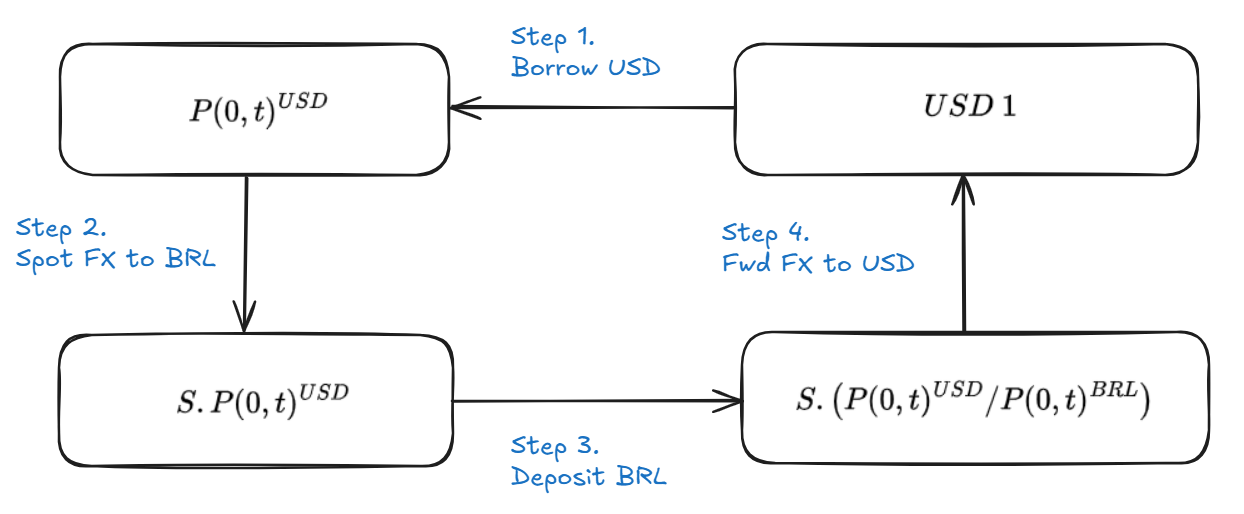 Step 1.
Borrow USD
P(0,t)^{USD}
USD 1
Step 2.
Spot FX to BRL
Step 4.
Fwd FX to USD
S.P(0,t)^{USD}
S.(P(0,t)^{USD}/P(0,t)^{BRL})
Step 3.
Deposit BRL